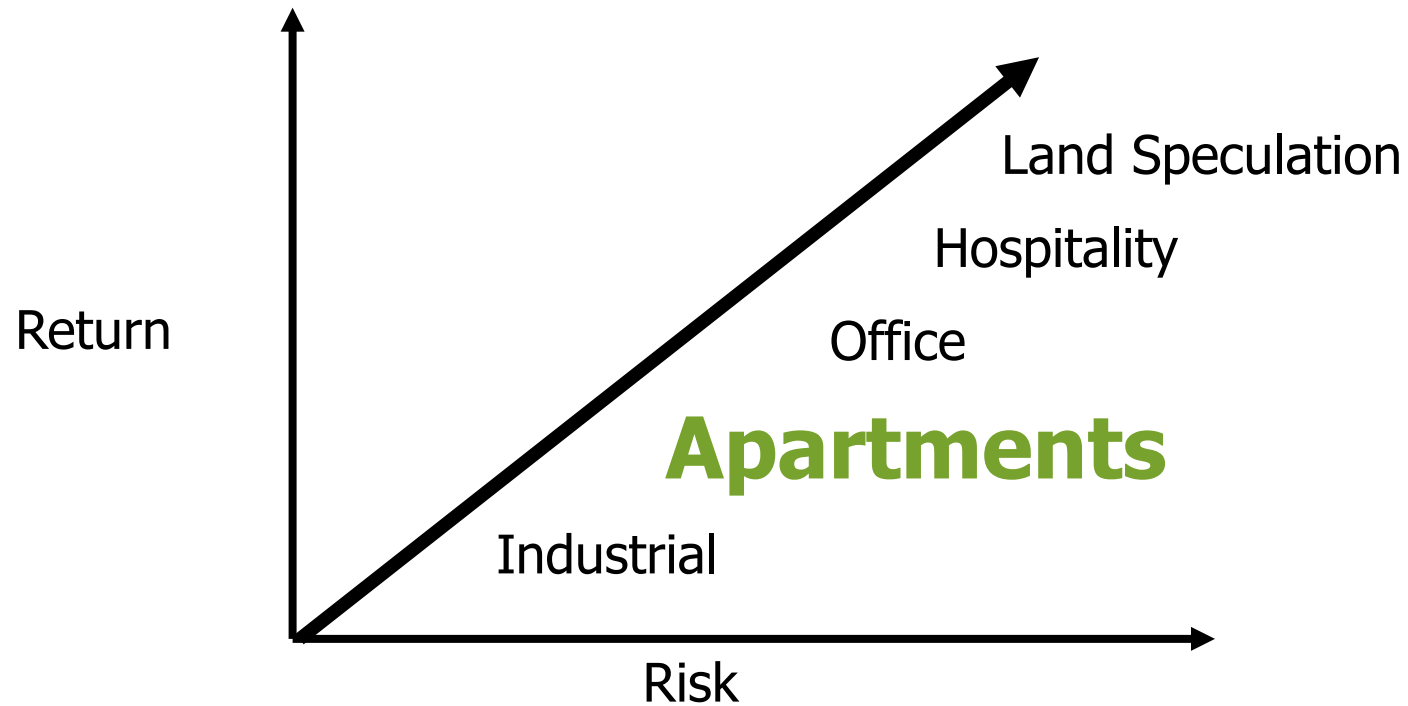 Land Speculation
Hospitality
Return
Office
Apartments
Industrial
Risk